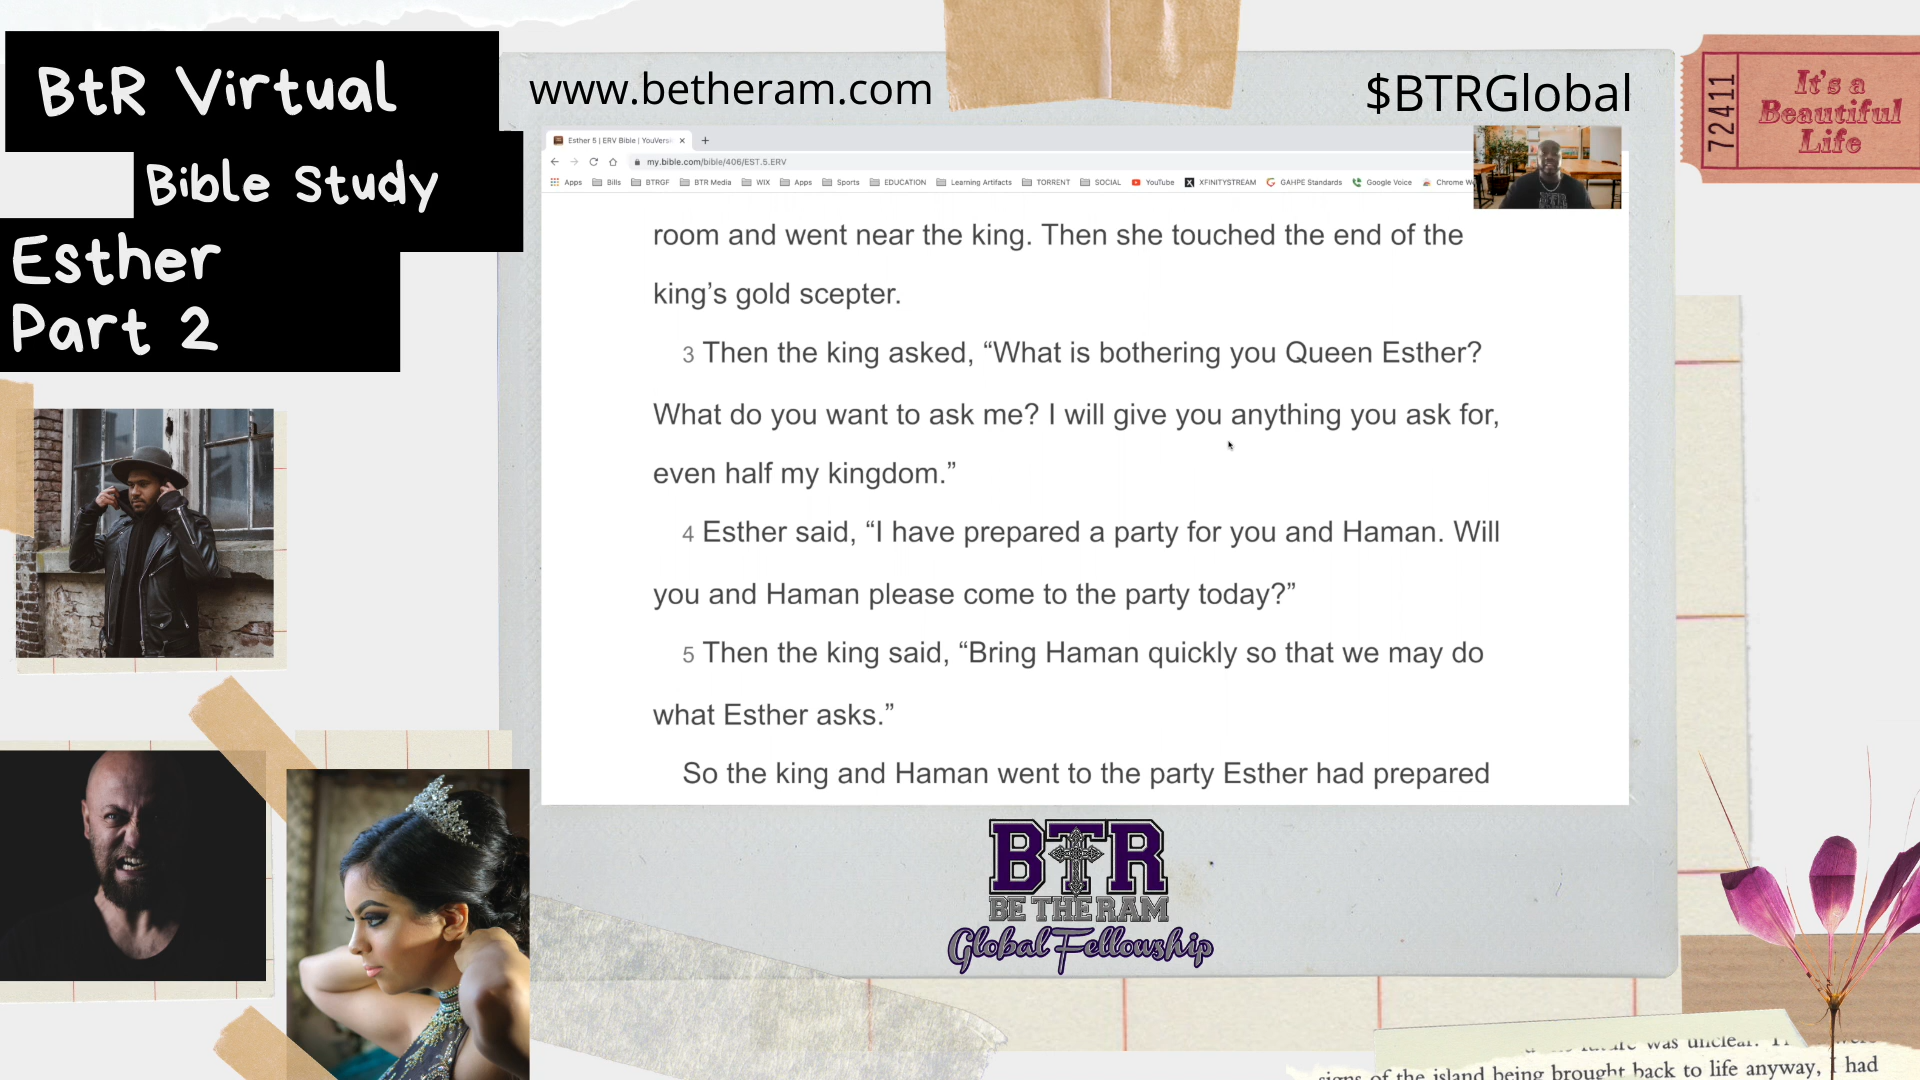 BtR Virtual
Bible Study
Esther
Part 2
www.betheram.com
$BTRGlobal
72411
It's a
Beautiful
Life
Esther 5 | ERV Bible | YouVersi
my.bible.com/bible/406/EST.5.ERV
Apps Bills BTRGF BTR Media WIX Apps Sports EDUCATION Learning Artifacts TORRENT SOCIAL YouTube XFINITYSTREAM GAHPE Standards Google Voice Chrome W
room and went near the king. Then she touched the end of the
king’s gold scepter.
3 Then the king asked, “What is bothering you Queen Esther?
What do you want to ask me? I will give you anything you ask for,
even half my kingdom.”
4 Esther said, “I have prepared a party for you and Haman. Will
you and Haman please come to the party today?”
5 Then the king said, “Bring Haman quickly so that we may do
what Esther asks.”
So the king and Haman went to the party Esther had prepared
BTR
BE THE RAM
Global Fellowship
was unclear.
signs of the island being brought back to life anyway, I had